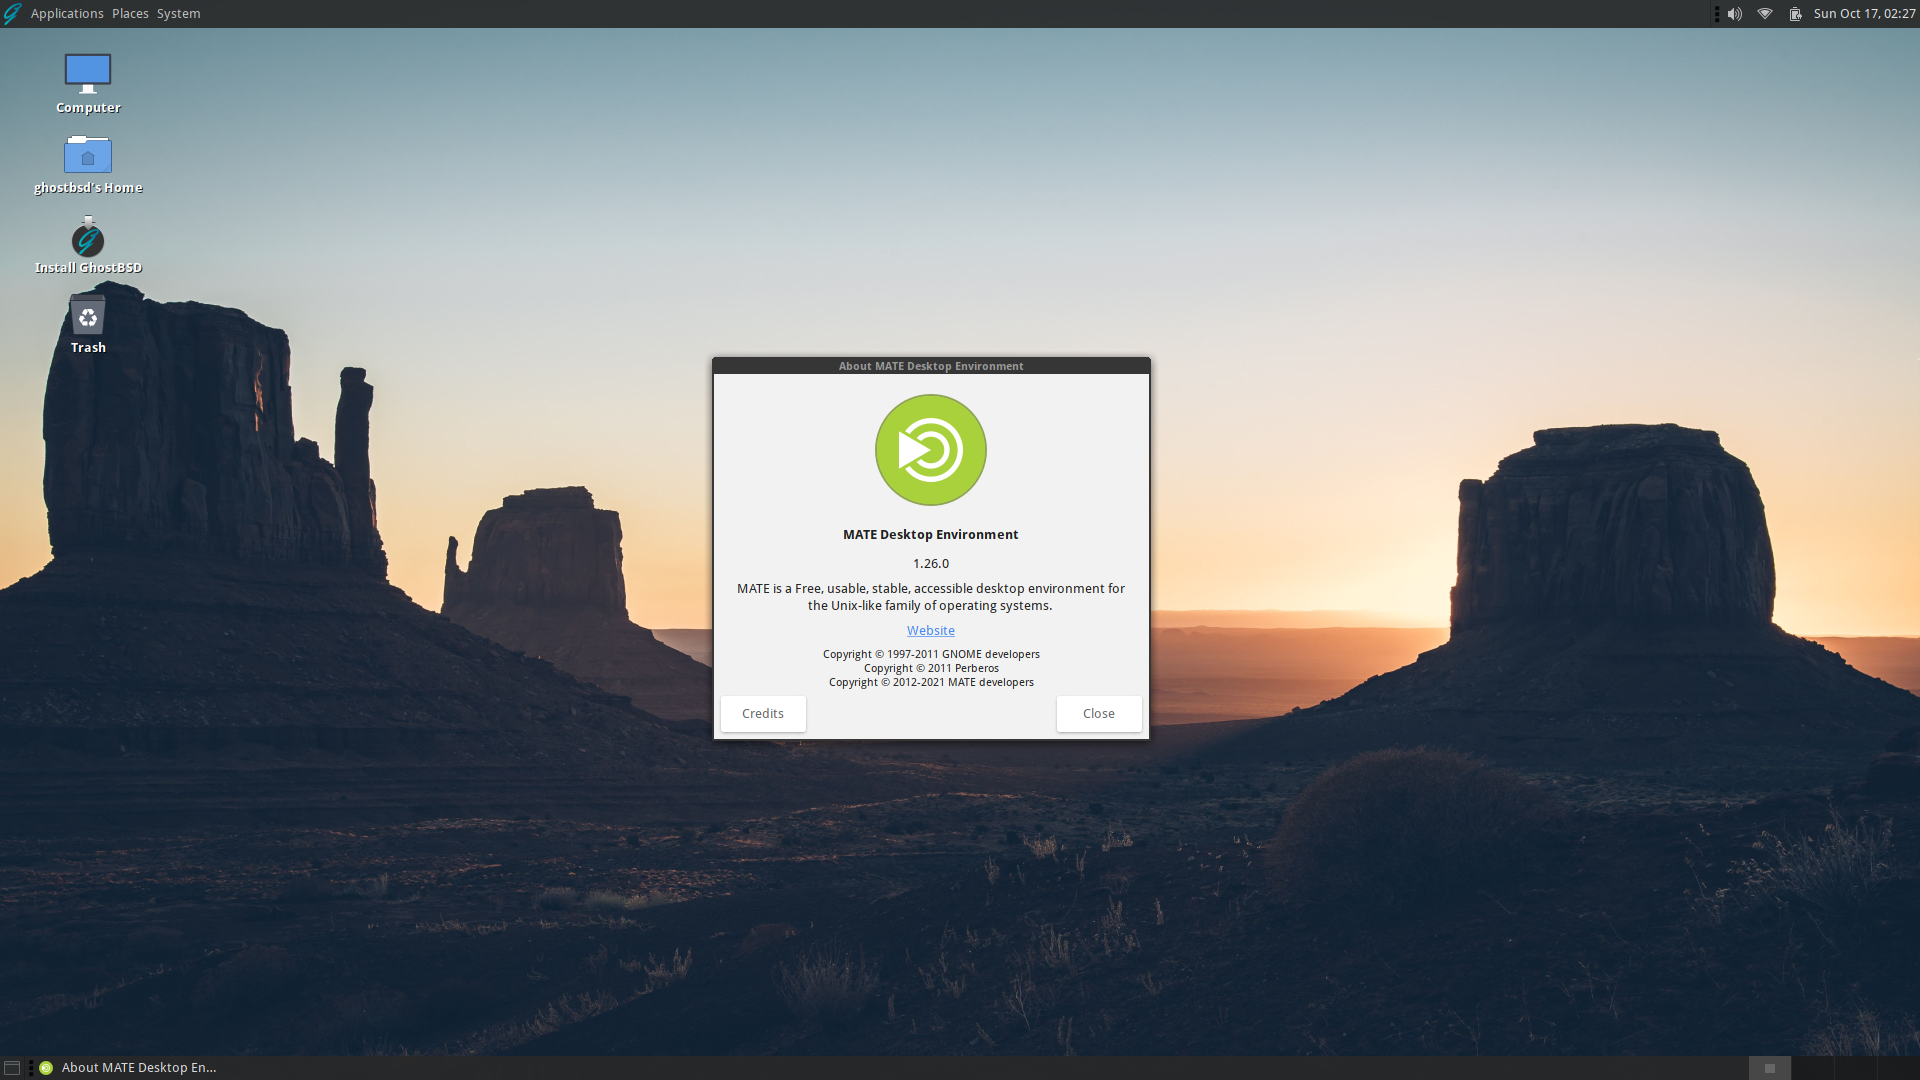 Applications Places System
Sun Oct 17, 02:27
Computer
ghostbsd's Home
Install GhostBSD
Trash
About MATE Desktop Environment
MATE Desktop Environment
1.26.0
MATE is a Free, usable, stable, accessible desktop environment for
the Unix-like family of operating systems.
Website
Copyright © 1997-2011 GNOME developers
Copyright © 2011 Perberos
Copyright © 2012-2021 MATE developers
Credits
Close
About MATE Desktop En...